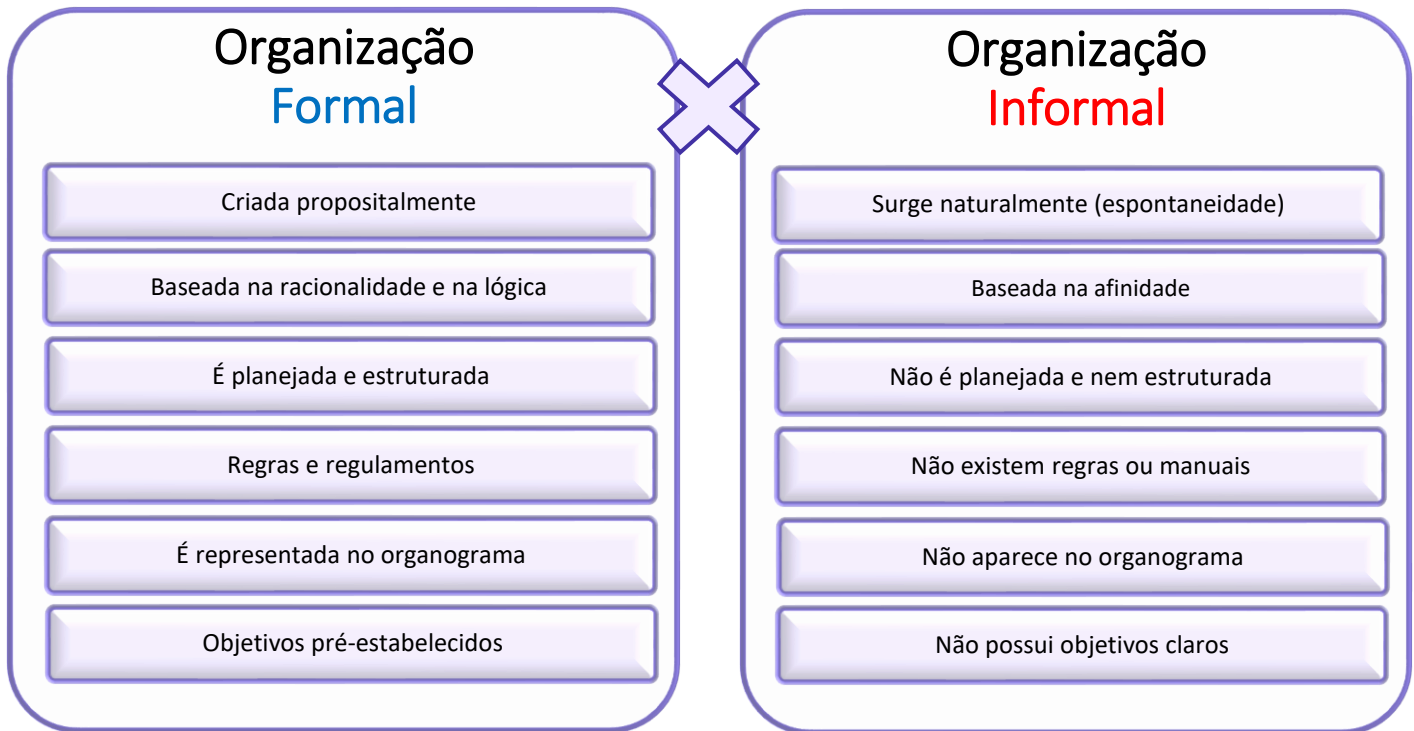 Organização
Formal
Criada propositalmente
Baseada na racionalidade e na lógica
É planejada e estruturada
Regras e regulamentos
É representada no organograma
Objetivos pré-estabelecidos
Organização
Informal
Surge naturalmente (espontaneidade)
Baseada na afinidade
Não é planejada e nem estruturada
Não existem regras ou manuais
Não aparece no organograma
Não possui objetivos claros